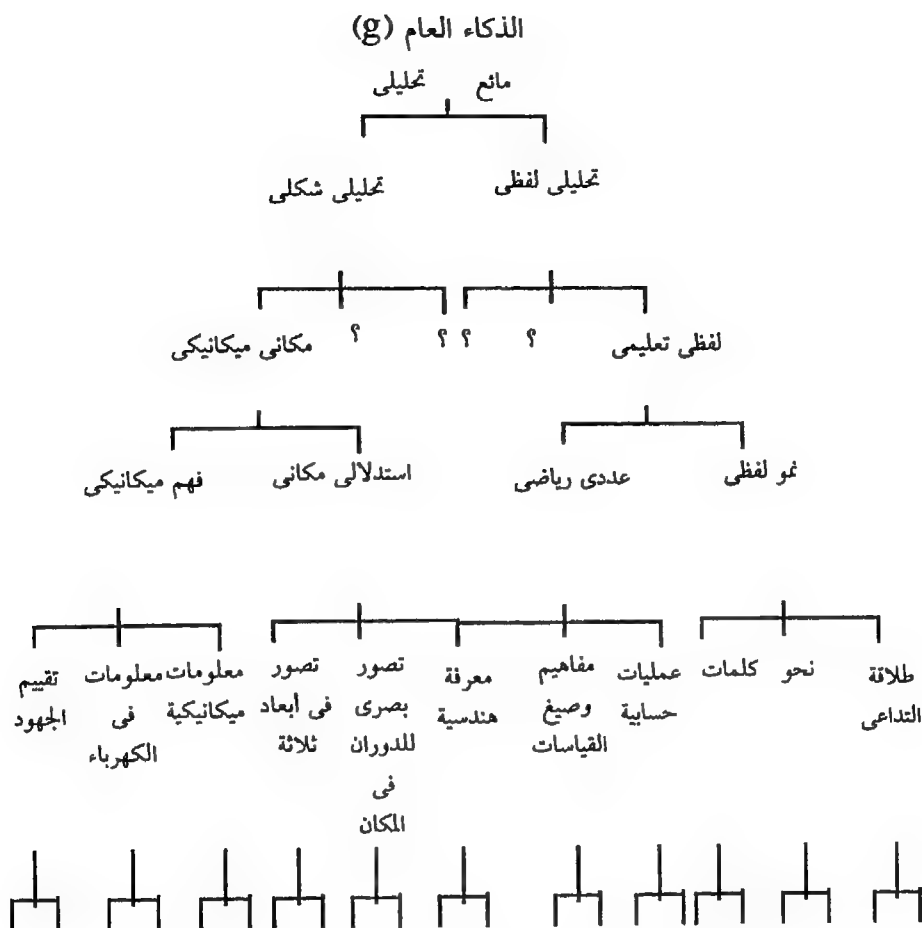 الذكاء العام (g)
مائع تحليلى
تحليلى لفظى تحليلى شكلى
لفظى تعليمى ؟ ؟ ؟ ؟ مكانى ميكانيكى
نمو لفظى عددى رياضى استدلالى مكانى فهم ميكانيكى
طلاقة
التداعى
نحو
كلمات
عمليات
حسابية
مفاهيم
وصيغ
القياسات
معرفة
هندسية
تصور
بصرى
للدوران
فى
المكان
تصور
فى أبعاد
ثلاثة
معلومات
ميكانيكية
معلومات
فى
الكهرباء
تقييم
الجهود